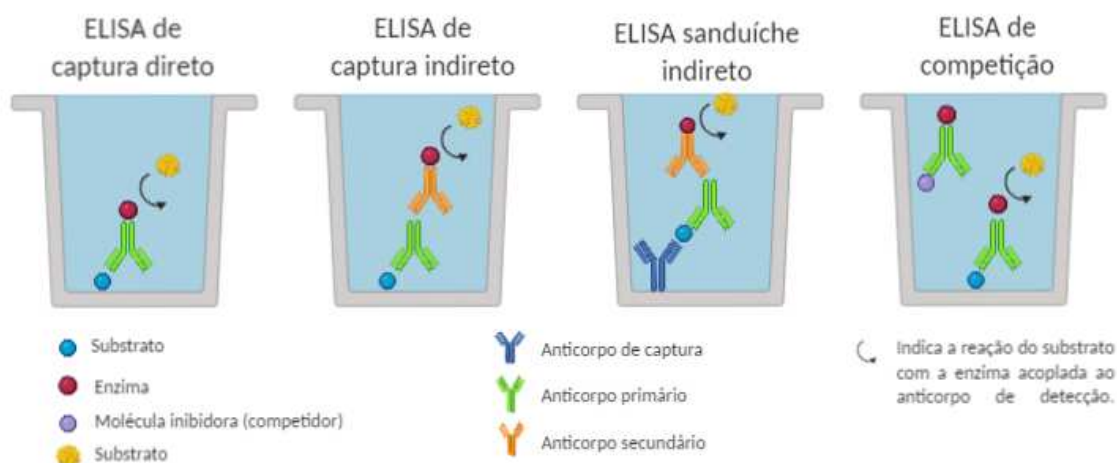 ELISA de
captura direto
ELISA de
captura indireto
ELISA sanduíche
indireto
ELISA de
competição
Substrato
Enzima
Molécula inibidora (competidor)
Substrato
Anticorpo de captura
Anticorpo primário
Anticorpo secundário
Indica a reação do substrato
com a enzima acoplada ao
anticorpo de detecção.